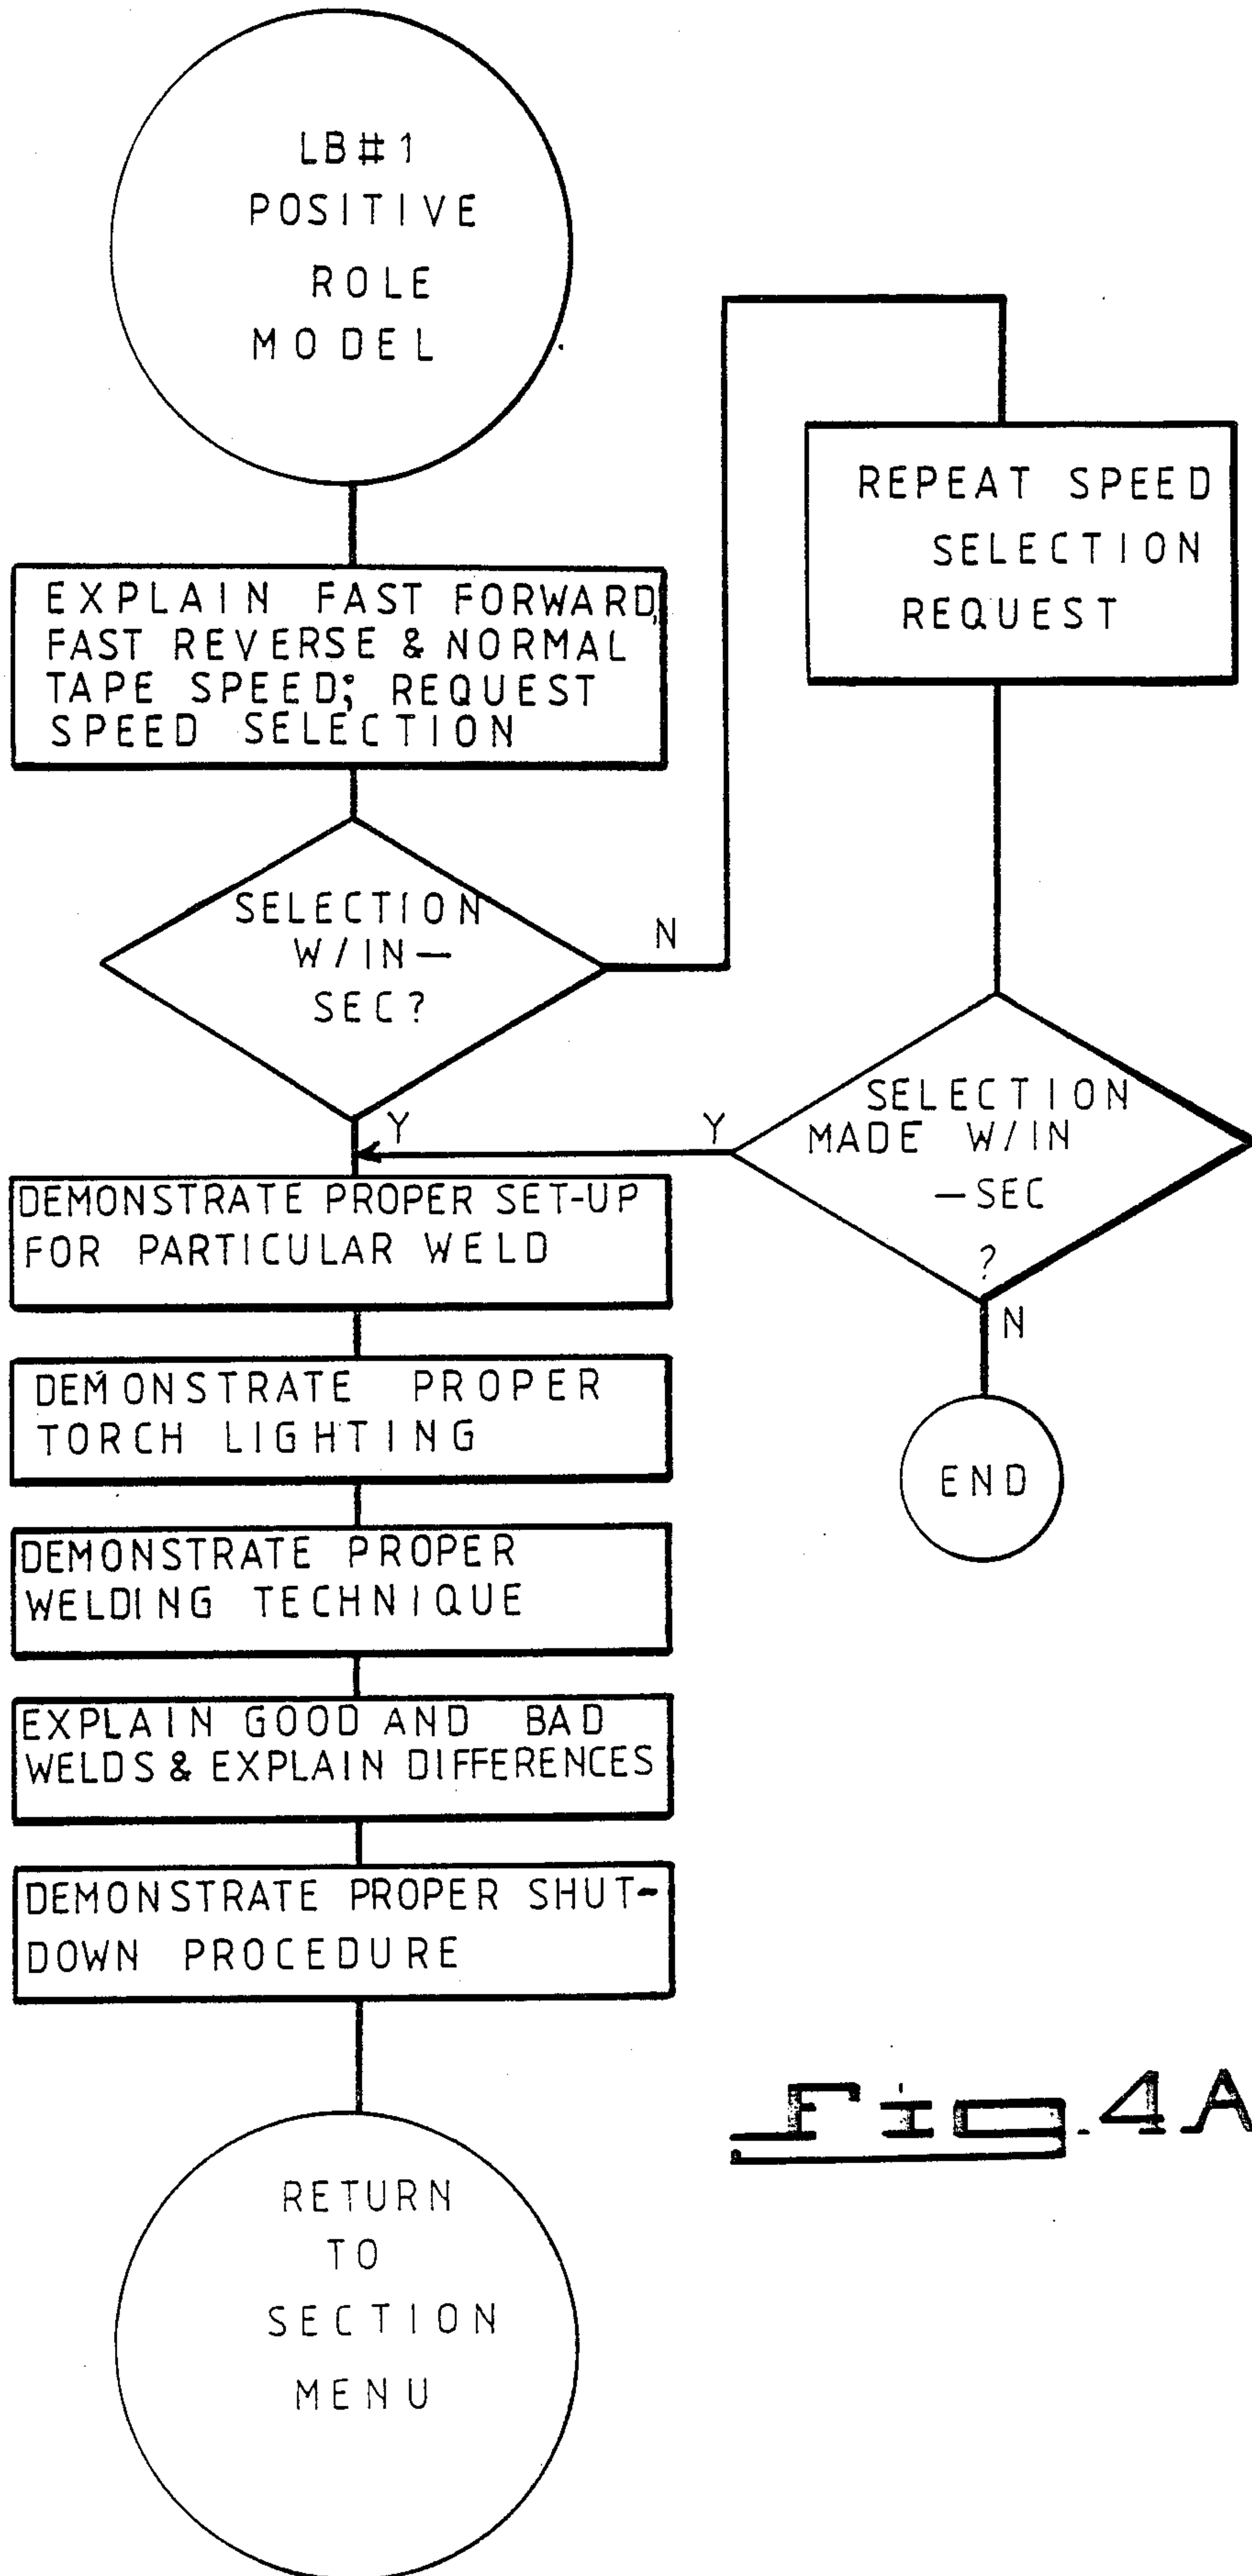 LB#1
POSITIVE
ROLE
MODEL
EXPLAIN FAST FORWARD,
FAST REVERSE & NORMAL
TAPE SPEED; REQUEST
SPEED SELECTION
SELECTION
W/IN—
SEC?
N
Y
REPEAT SPEED
SELECTION
REQUEST
SELECTION
MADE W/IN
—SEC
?
Y
N
END
DEMONSTRATE PROPER SET-UP
FOR PARTICULAR WELD
DEMONSTRATE PROPER
TORCH LIGHTING
DEMONSTRATE PROPER
WELDING TECHNIQUE
EXPLAIN GOOD AND BAD
WELDS & EXPLAIN DIFFERENCES
DEMONSTRATE PROPER SHUT-
DOWN PROCEDURE
RETURN
TO
SECTION
MENU
Fig. 4A